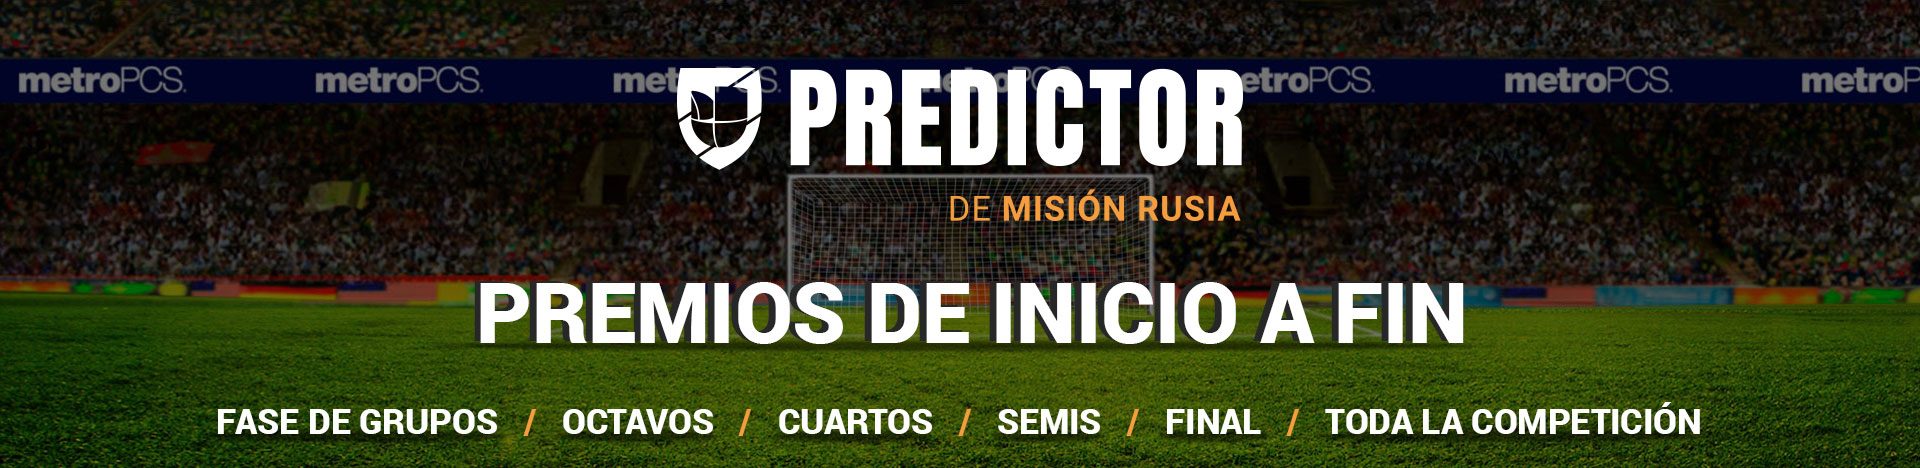 metroPCS. metroPCS. metroPCS. metroPCS. metroPCS. metroP
PREDICTOR
DE MISIÓN RUSIA
PREMIOS DE INICIO A FIN
FASE DE GRUPOS / OCTAVOS / CUARTOS / SEMIS / FINAL / TODA LA COMPETICIÓN